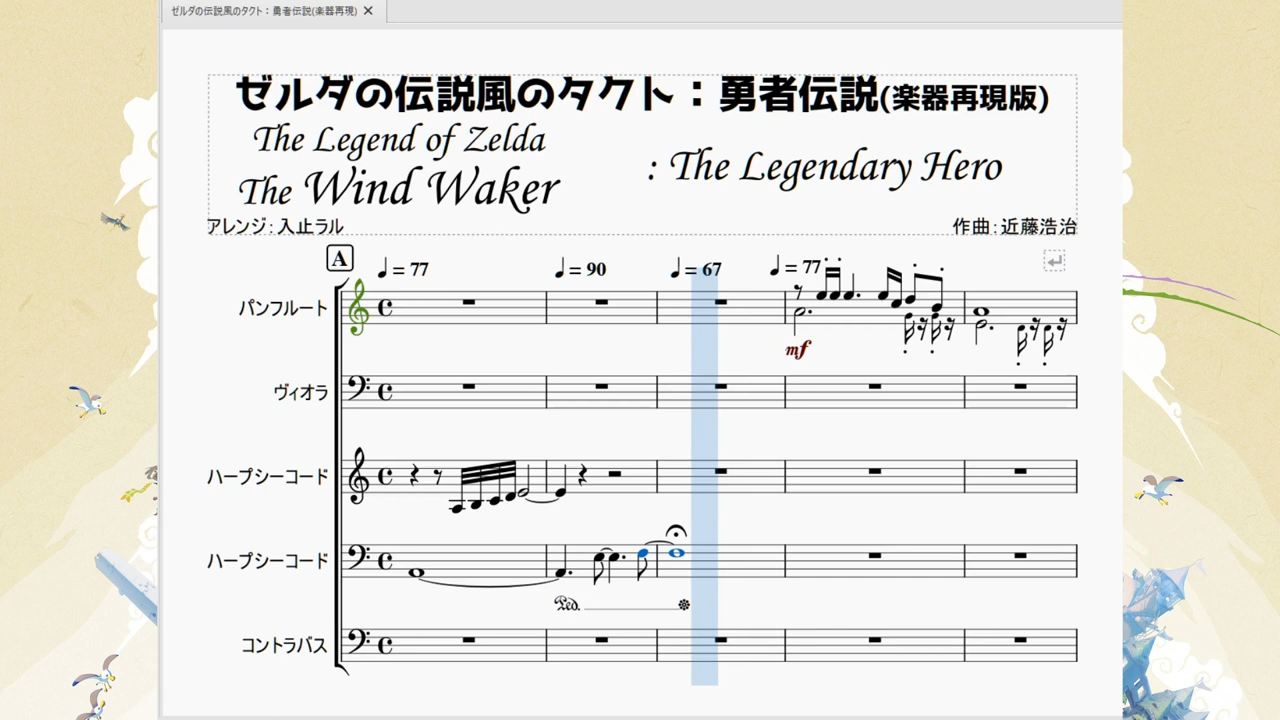 ゼルダの伝説風のタクト：勇者伝説(楽器再現)
ゼルダの伝説風のタクト：勇者伝説(楽器再現版)
The Legend of Zelda
The Wind Waker
: The Legendary Hero
アレンジ：入止ラル
作曲：近藤浩治
A
♩ = 77
♩ = 90
♩ = 67
♩ = 77
パンフルート
mf
ヴィオラ
ハープシーコード
ハープシーコード
Ped.
コントラバス